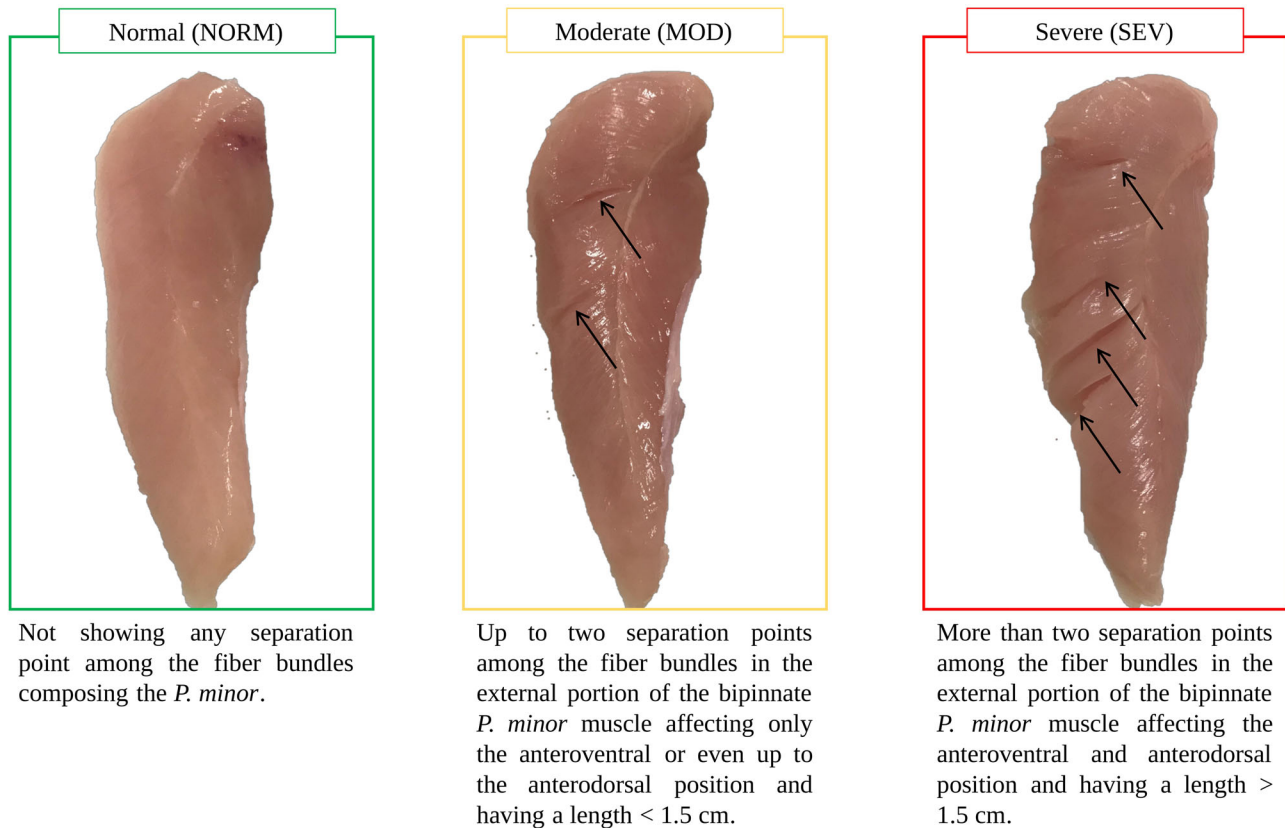 Normal (NORM)
Not showing any separation
point among the fiber bundles
composing the P. minor.
Moderate (MOD)
Up to two separation points
among the fiber bundles in the
external portion of the bipinnate
P. minor muscle affecting only
the anteroventral or even up to
the anterodorsal position and
having a length < 1.5 cm.
Severe (SEV)
More than two separation points
among the fiber bundles in the
external portion of the bipinnate
P. minor muscle affecting the
anteroventral and anterodorsal
position and having a length >
1.5 cm.